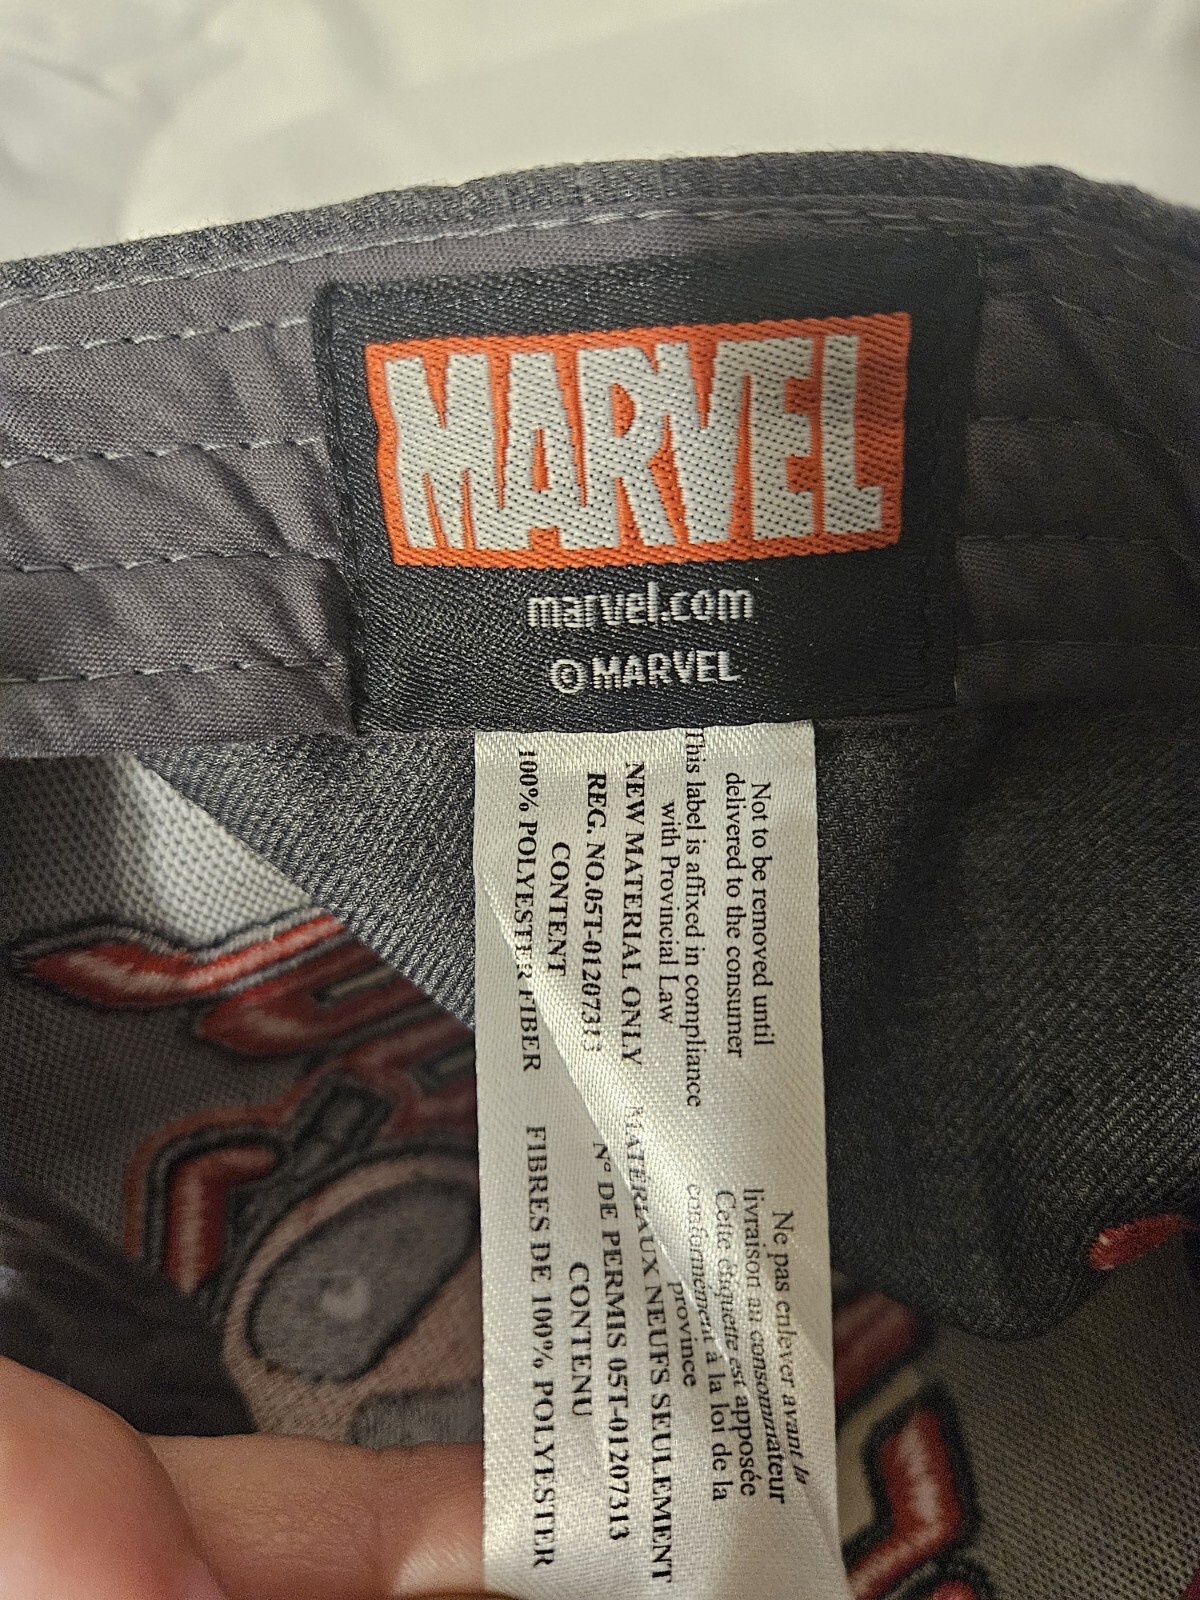 MARVEL
marvel.com
© MARVEL
Not to be removed until
delivered to the consumer
This label is affixed in compliance
with Provincial Law
NEW MATERIAL ONLY
REG. NO.05T-01207313
CONTENT
100% POLYESTER FIBER
Ne pas enlever avant la
livraison au consommateur
Cette étiquette est apposée
conformément à la loi de la
province
MATÉRIAUX NEUFS SEULEMENT
Nº DE PERMIS 05T-01207313
CONTENU
FIBRES DE 100% POLYESTER